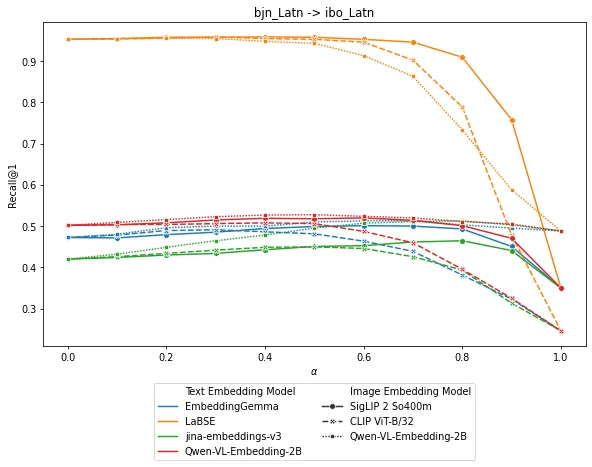 bjn_Latn -> ibo_Latn
Recall@1
0.9
0.8
0.7
0.6
0.5
0.4
0.3
0.0 0.2 0.4 0.6 0.8 1.0
α
Text Embedding Model
EmbeddingGemma
LaBSE
jina-embeddings-v3
Qwen-VL-Embedding-2B
Image Embedding Model
SigLIP 2 So400m
CLIP ViT-B/32
Qwen-VL-Embedding-2B